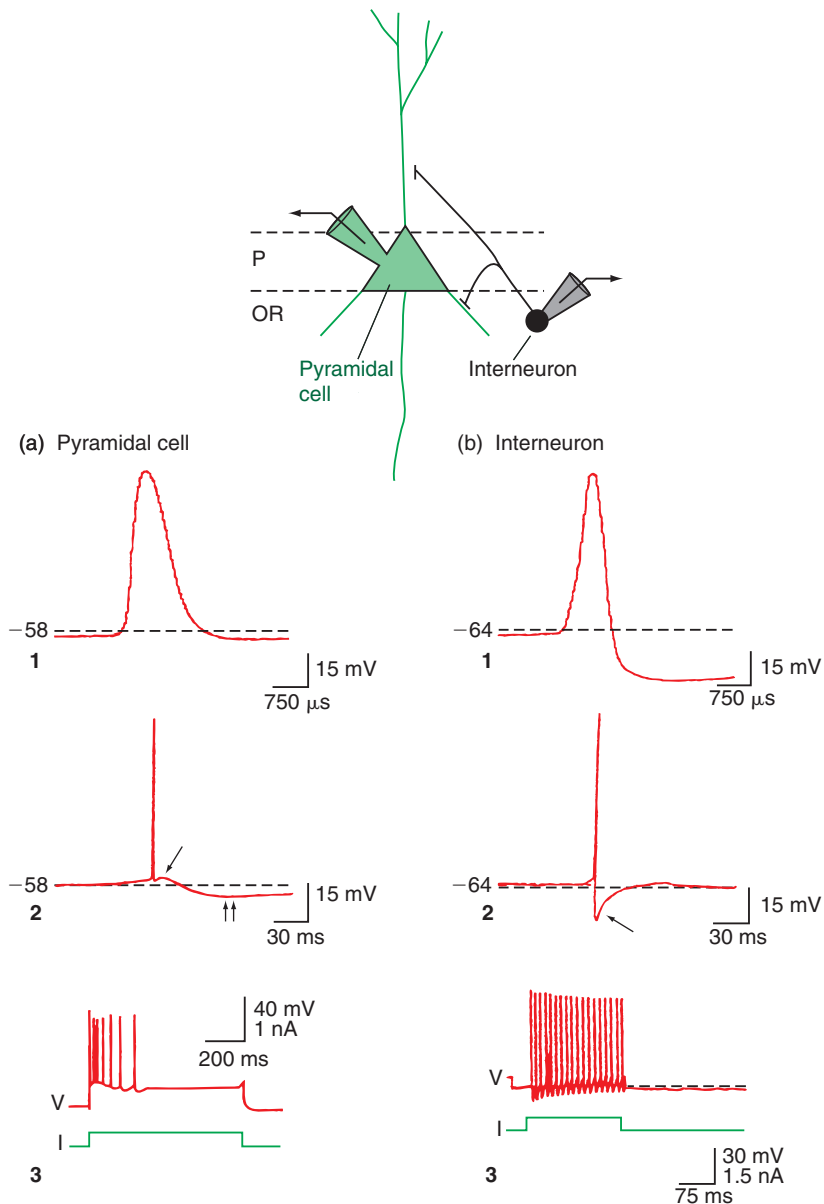 P
OR
Pyramidal
cell
Interneuron
(a) Pyramidal cell
(b) Interneuron
−58
1
15 mV
750 μs
−64
1
15 mV
750 μs
−58
2
15 mV
30 ms
−64
2
15 mV
30 ms
40 mV
1 nA
200 ms
V
I
3
V
I
30 mV
1.5 nA
3
75 ms